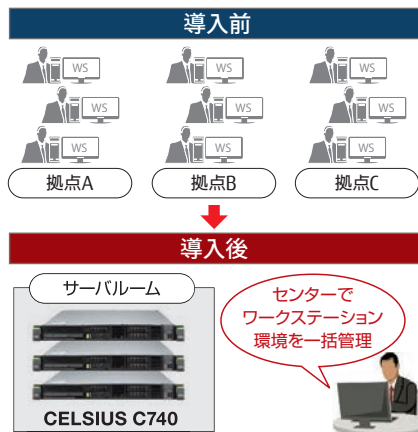 導入前
WS WS WS
WS WS WS
WS WS WS
拠点A 拠点B 拠点C
導入後
サーバルーム
CELSIUS C740
センターで
ワークステーション
環境を一括管理